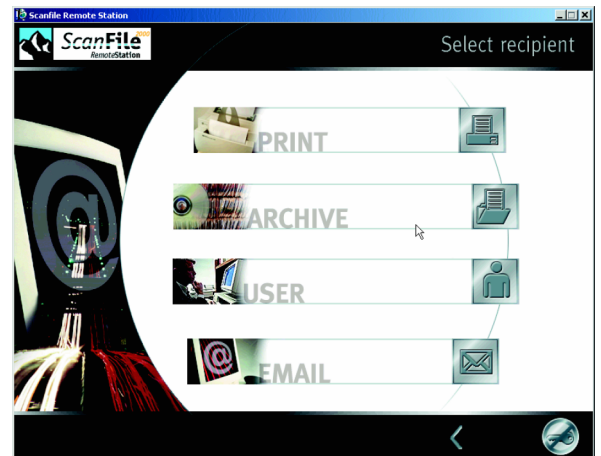 Scanfile Remote Station
ScanFile 2000
RemoteStation
Select recipient
PRINT
ARCHIVE
USER
@
EMAIL